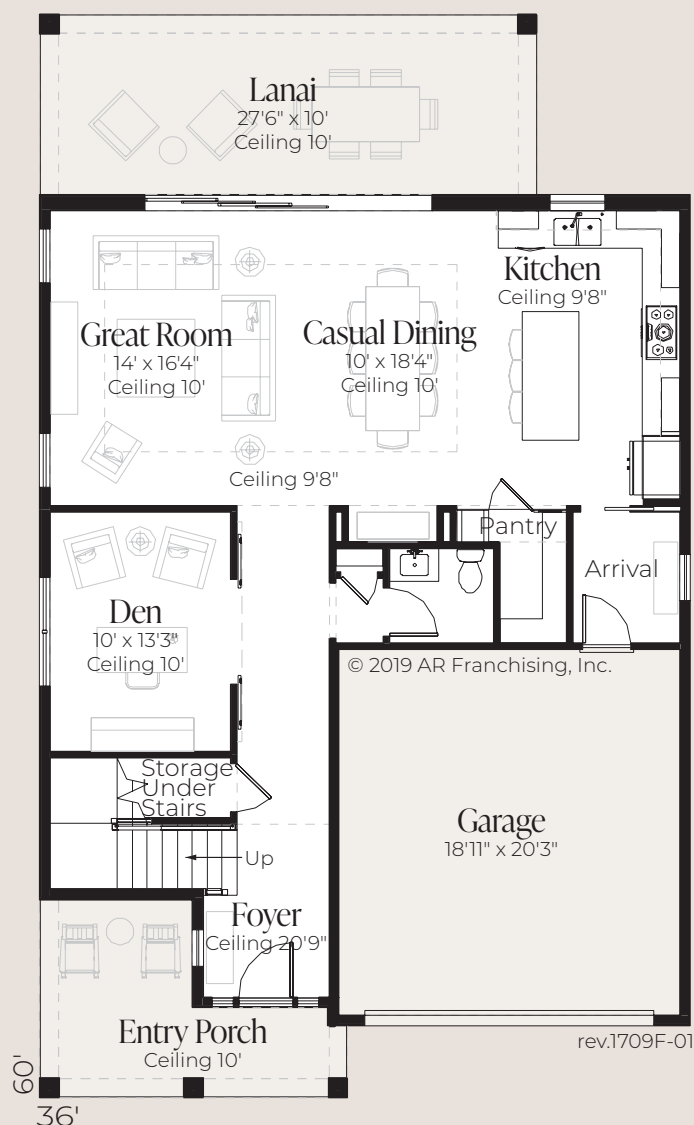 Lanai
27'6" x 10'
Ceiling 10'
Kitchen
Ceiling 9'8"
Great Room
14' x 16'4"
Ceiling 10'
Casual Dining
10' x 18'4"
Ceiling 10'
Ceiling 9'8"
Pantry
Arrival
Den
10' x 13'3"
Ceiling 10'
© 2019 AR Franchising, Inc.
Storage
Under
Stairs
Up
Garage
18'11" x 20'3"
Foyer
Ceiling 20'9"
Entry Porch
Ceiling 10'
rev.1709F-01
60'
36'